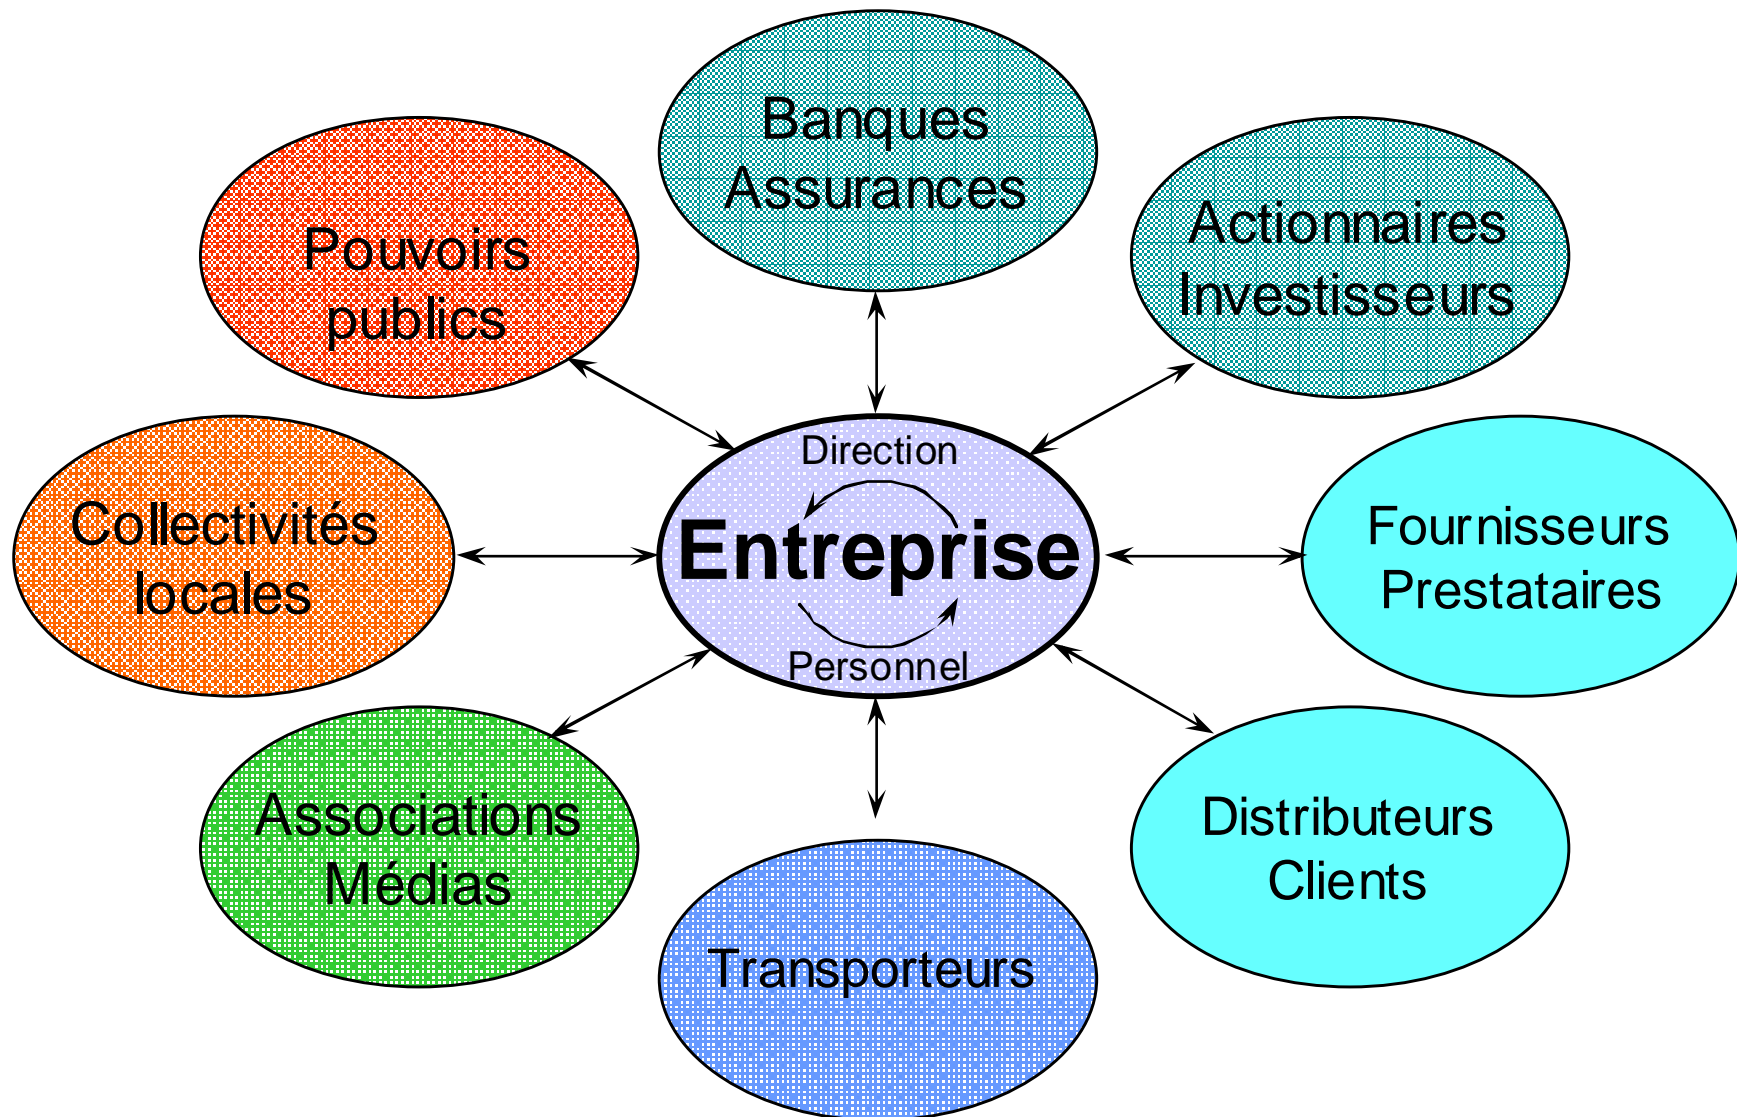 Banques
Assurances
Pouvoirs
publics
Actionnaires
Investisseurs
Direction
Entreprise
Personnel
Collectivités
locales
Fournisseurs
Prestataires
Associations
Médias
Distributeurs
Clients
Transporteurs